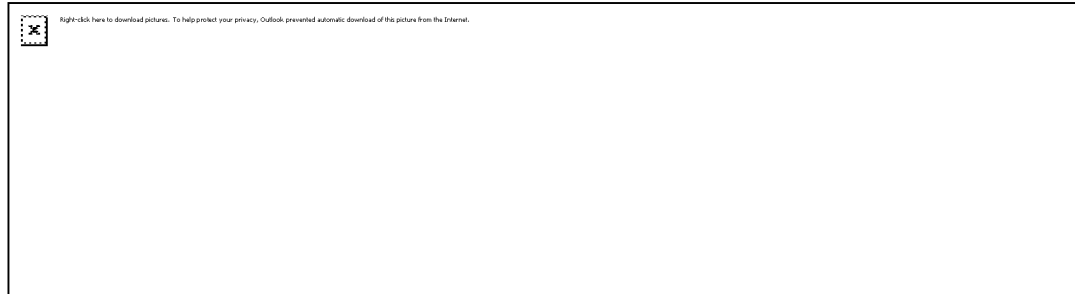 Right-click here to download pictures. To help protect your privacy, Outlook prevented automatic download of this picture from the Internet.